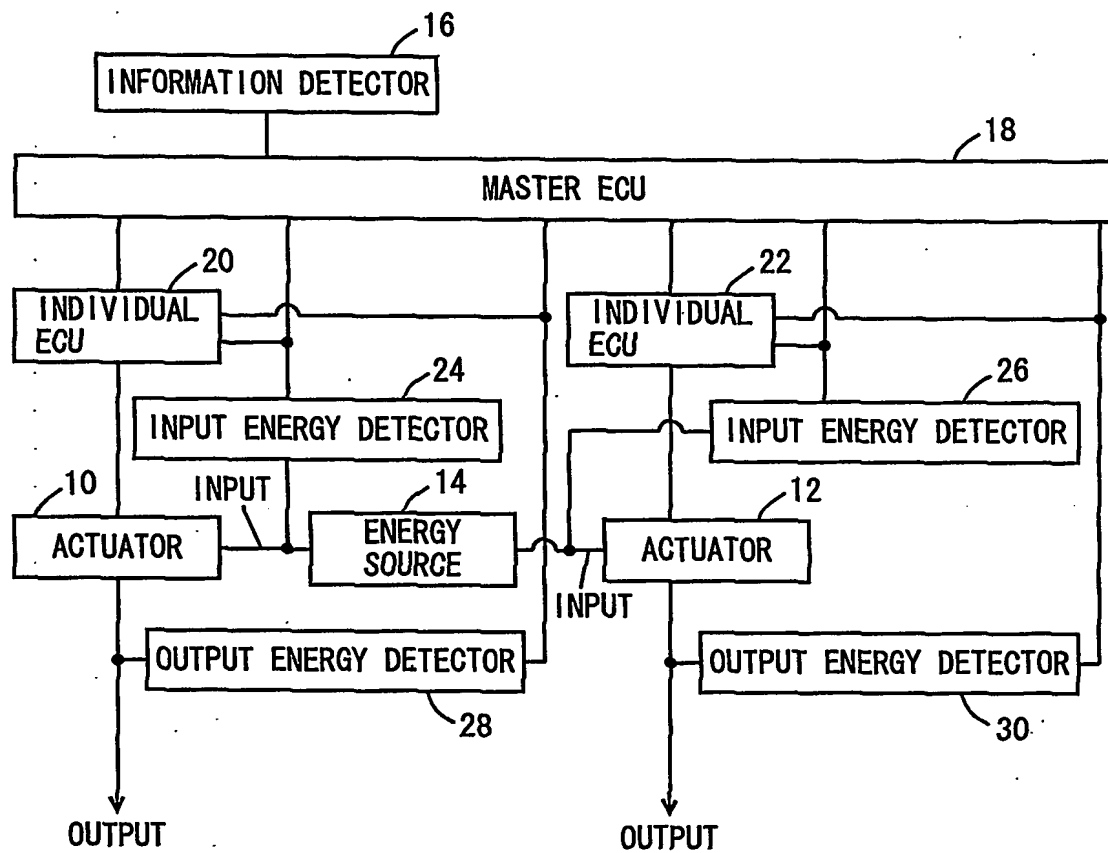 16
INFORMATION DETECTOR
18
MASTER ECU
20
INDIVIDUAL
ECU
22
INDIVIDUAL
ECU
24
INPUT ENERGY DETECTOR
26
INPUT ENERGY DETECTOR
10
ACTUATOR
INPUT
14
ENERGY
SOURCE
INPUT
12
ACTUATOR
OUTPUT ENERGY DETECTOR
28
OUTPUT ENERGY DETECTOR
30
OUTPUT
OUTPUT